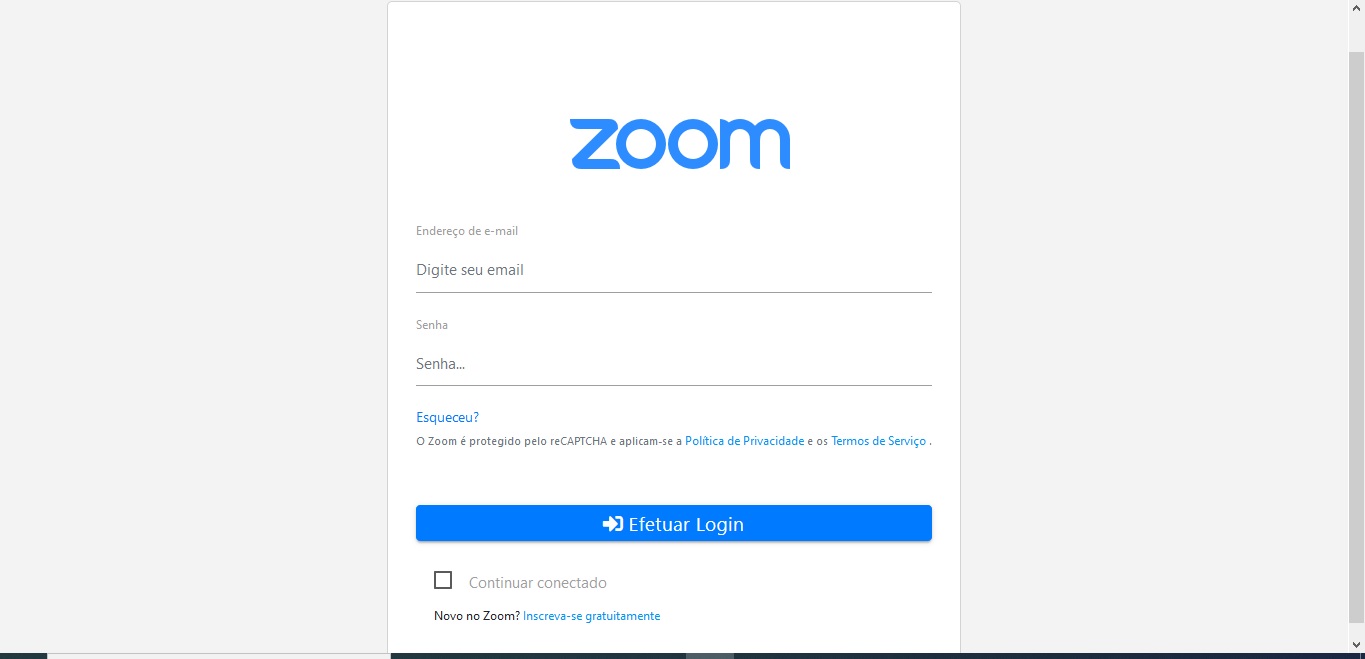 zoom
Endereço de e-mail
Digite seu email
Senha
Senha...
Esqueceu?
O Zoom é protegido pelo reCAPTCHA e aplicam-se a Política de Privacidade e os Termos de Serviço .
Efetuar Login
Continuar conectado
Novo no Zoom? Inscreva-se gratuitamente